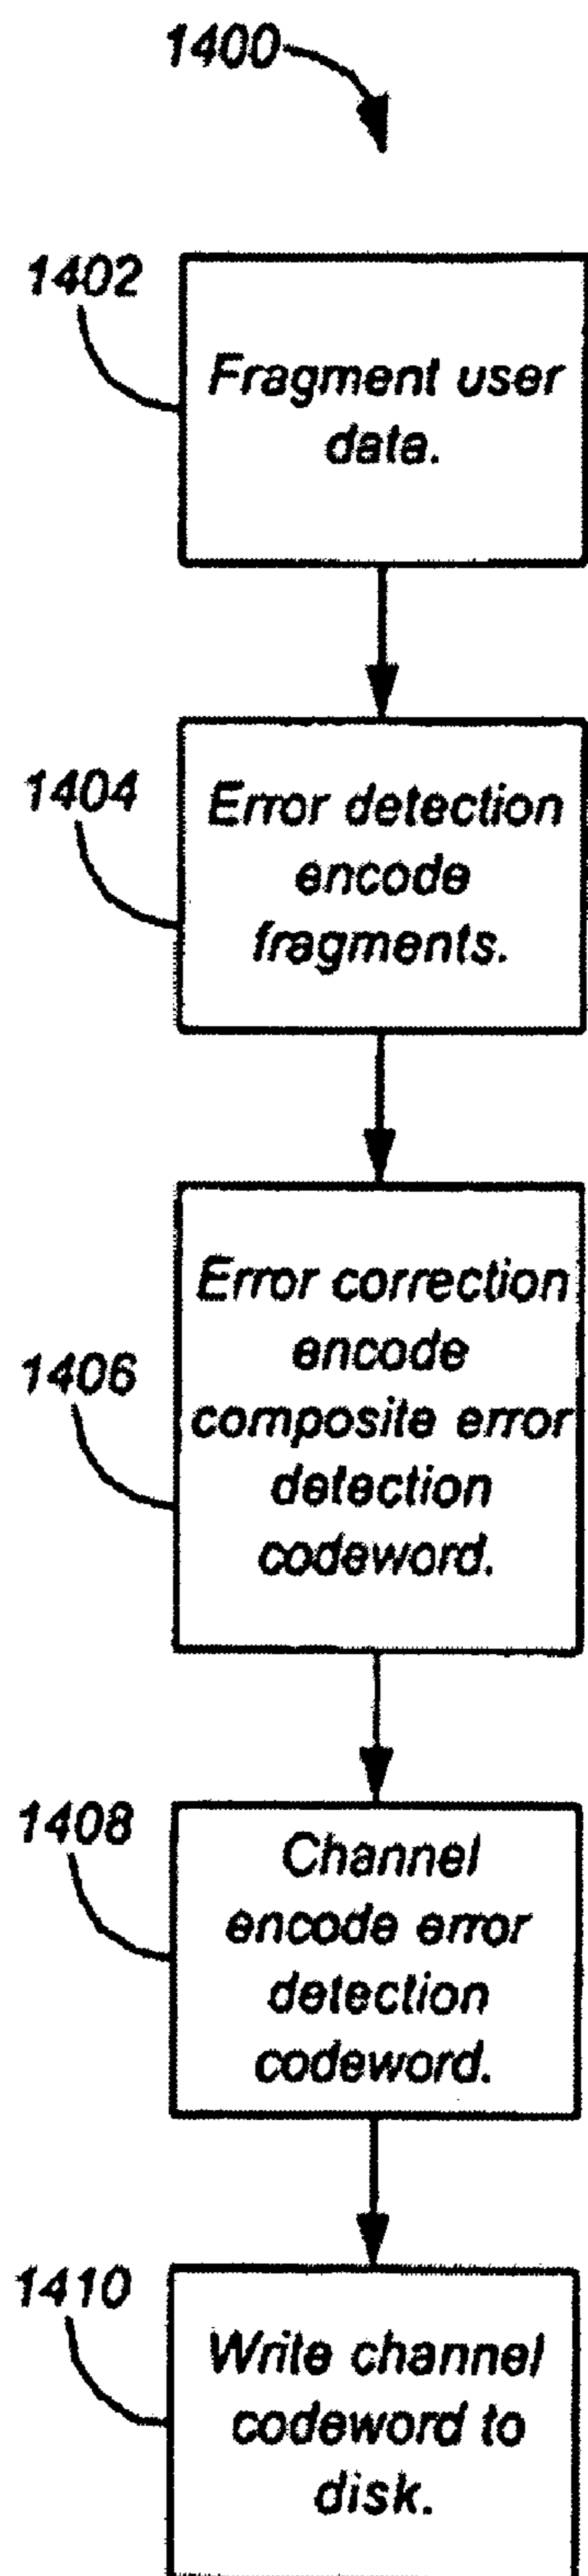 1400
1402
Fragment user
data.
1404
Error detection
encode
fragments.
1406
Error correction
encode
composite error
detection
codeword.
1408
Channel
encode error
detection
codeword.
1410
Write channel
codeword to
disk.